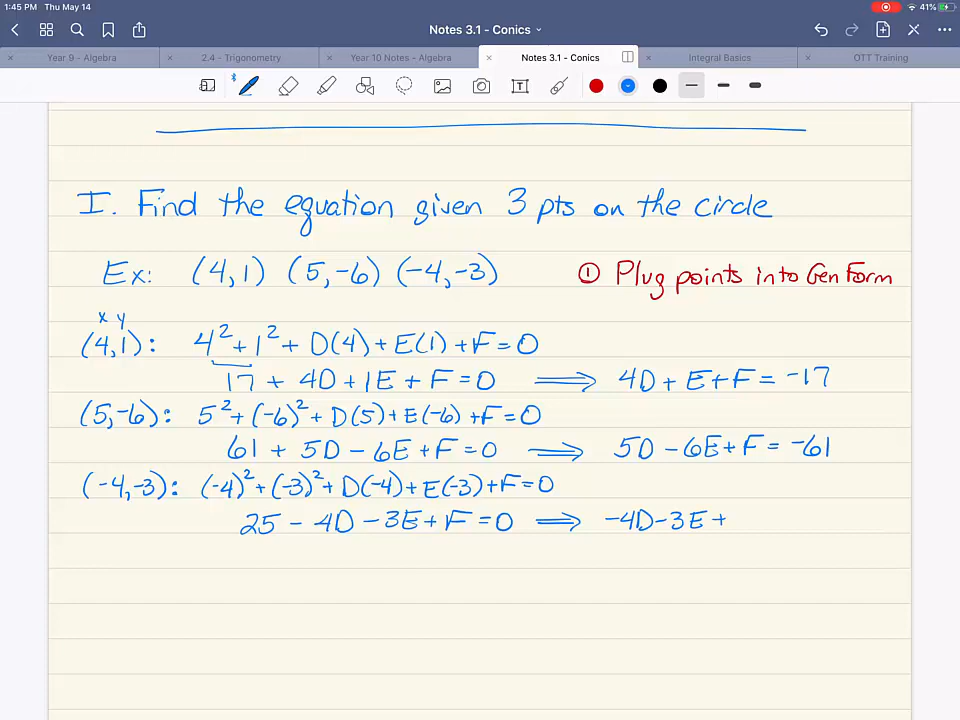 1:45 PM Thu May 14
41%
Notes 3.1 - Conics
Year 9 - Algebra
2.4 - Trigonometry
Year 10 Notes - Algebra
Notes 3.1 - Conics
Integral Basics
OTT Training
I. Find the equation given 3 pts on the circle
Ex: (4,1) (5,-6) (-4,-3)
① Plug points into Gen Form
x y
(4,1): 4² + 1² + D(4) + E(1) + F = 0
17 + 4D + 1E + F = 0 ⟹ 4D + E + F = -17
(5,-6): 5² + (-6)² + D(5) + E(-6) + F = 0
61 + 5D - 6E + F = 0 ⟹ 5D - 6E + F = -61
(-4,-3): (-4)² + (-3)² + D(-4) + E(-3) + F = 0
25 - 4D - 3E + F = 0 ⟹ -4D - 3E +